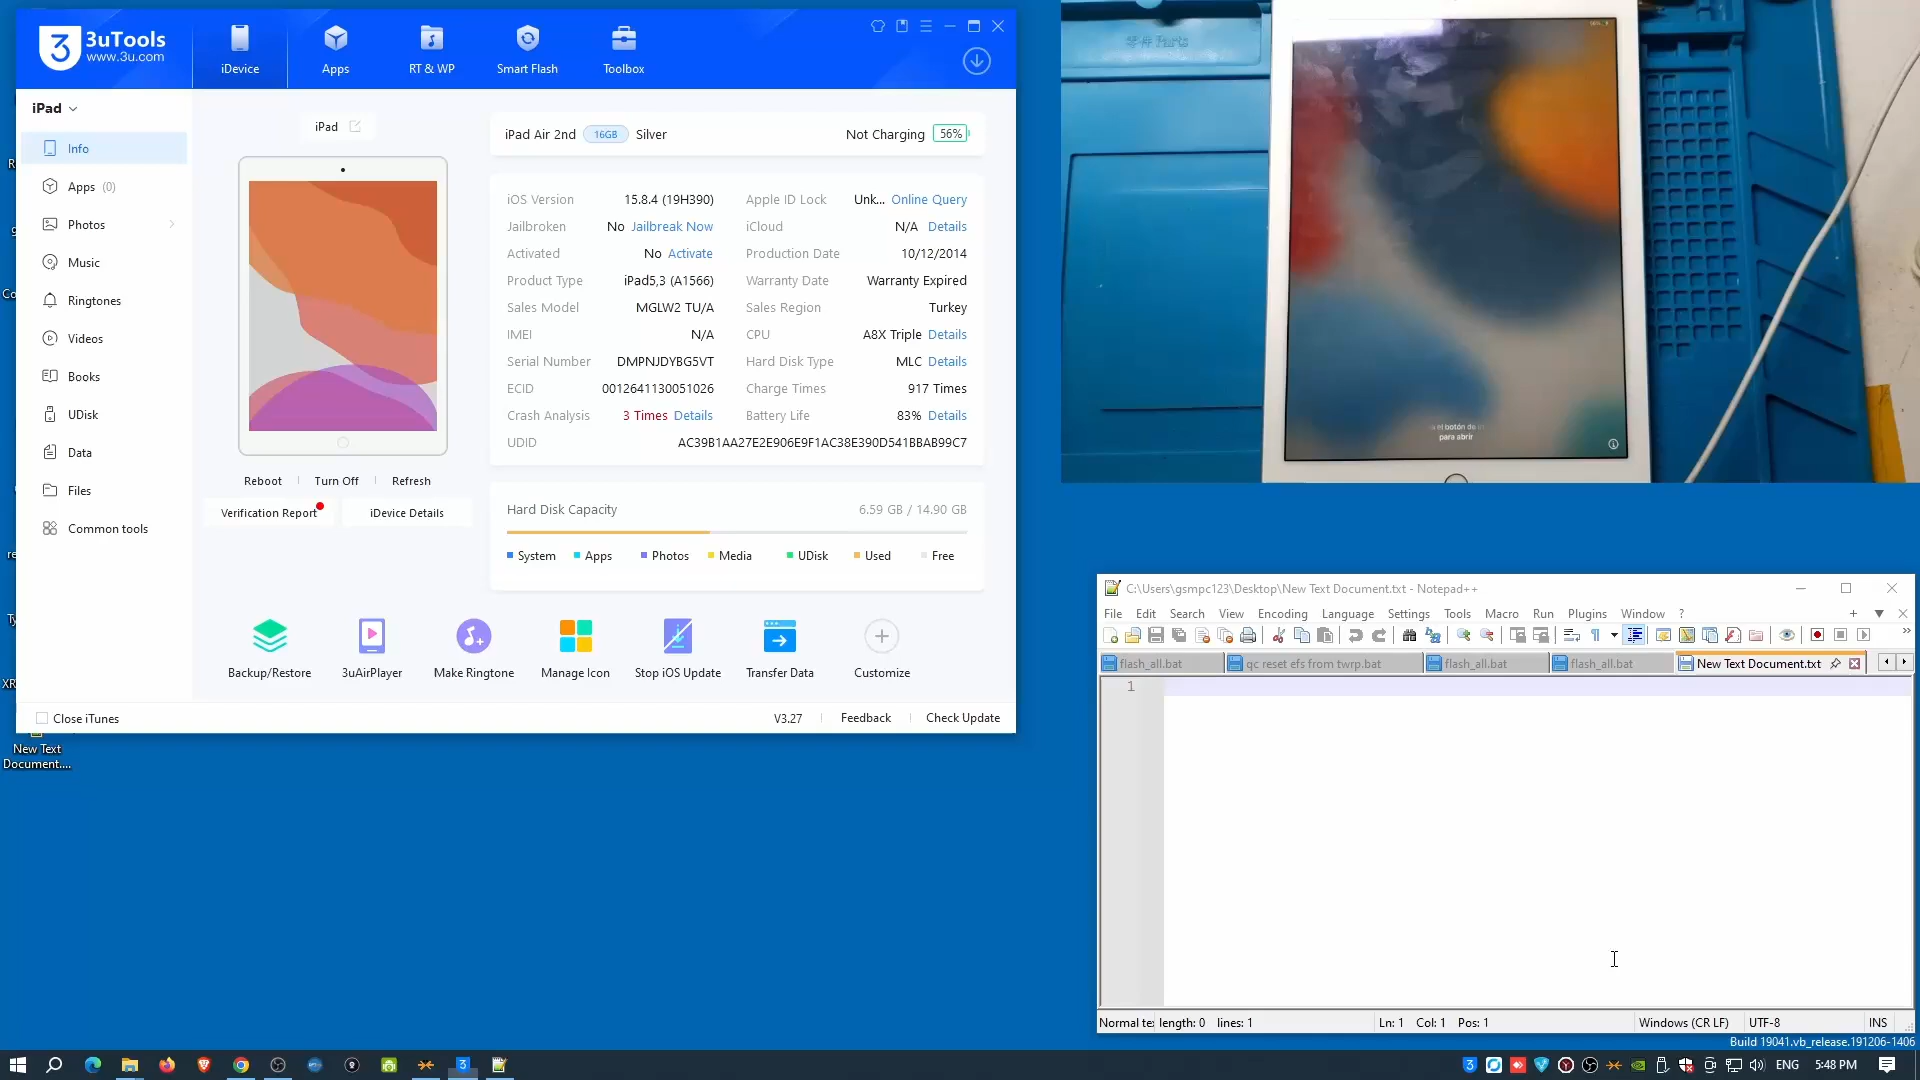 3uTools
www.3u.com
iDevice
Apps
RT & WP
Smart Flash
Toolbox
iPad
Info
Apps (0)
Photos
Music
Ringtones
Videos
Books
UDisk
Data
Files
Common tools
iPad
Reboot
Turn Off
Refresh
Verification Report
iDevice Details
iPad Air 2nd 16GB Silver
Not Charging 56%
iOS Version 15.8.4 (19H390)
Apple ID Lock Unk... Online Query
Jailbroken No Jailbreak Now
iCloud N/A Details
Activated No Activate
Production Date 10/12/2014
Product Type iPad5,3 (A1566)
Warranty Date Warranty Expired
Sales Model MGLW2 TU/A
Sales Region Turkey
IMEI N/A
CPU A8X Triple Details
Serial Number DMPNJDYBG5VT
Hard Disk Type MLC Details
ECID 0012641130051026
Charge Times 917 Times
Crash Analysis 3 Times Details
Battery Life 83% Details
UDID AC39B1AA27E2E906E9F1AC38E390D541BBAB99C7
Hard Disk Capacity 6.59 GB / 14.90 GB
System Apps Photos Media UDisk Used Free
Backup/Restore
3uAirPlayer
Make Ringtone
Manage Icon
Stop iOS Update
Transfer Data
Customize
Close iTunes
V3.27
Feedback
Check Update
New Text
Document....
el botón de
para abrir
C:\Users\gsmpc123\Desktop\New Text Document.txt - Notepad++
File Edit Search View Encoding Language Settings Tools Macro Run Plugins Window ?
flash_all.bat
qc reset efs from twrp.bat
flash_all.bat
flash_all.bat
New Text Document.txt
1
Normal te: length: 0 lines: 1
Ln: 1 Col: 1 Pos: 1
Windows (CR LF)
UTF-8
INS
Build 19041.vb_release.191206-1406
ENG
5:48 PM